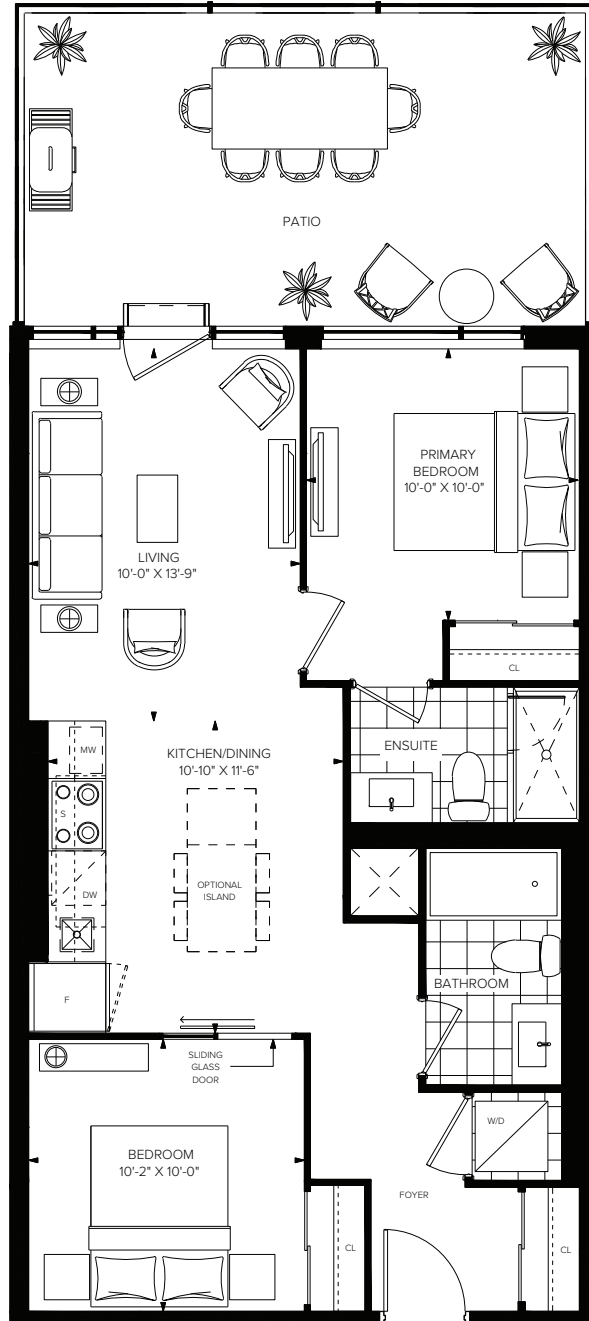 PATIO
PRIMARY
BEDROOM
10'-0" X 10'-0"
LIVING
10'-0" X 13'-9"
CL
MW
KITCHEN/DINING
10'-10" X 11'-6"
ENSUITE
S
DW
OPTIONAL
ISLAND
F
BATHROOM
SLIDING
GLASS
DOOR
W/D
BEDROOM
10'-2" X 10'-0"
FOYER
CL
CL